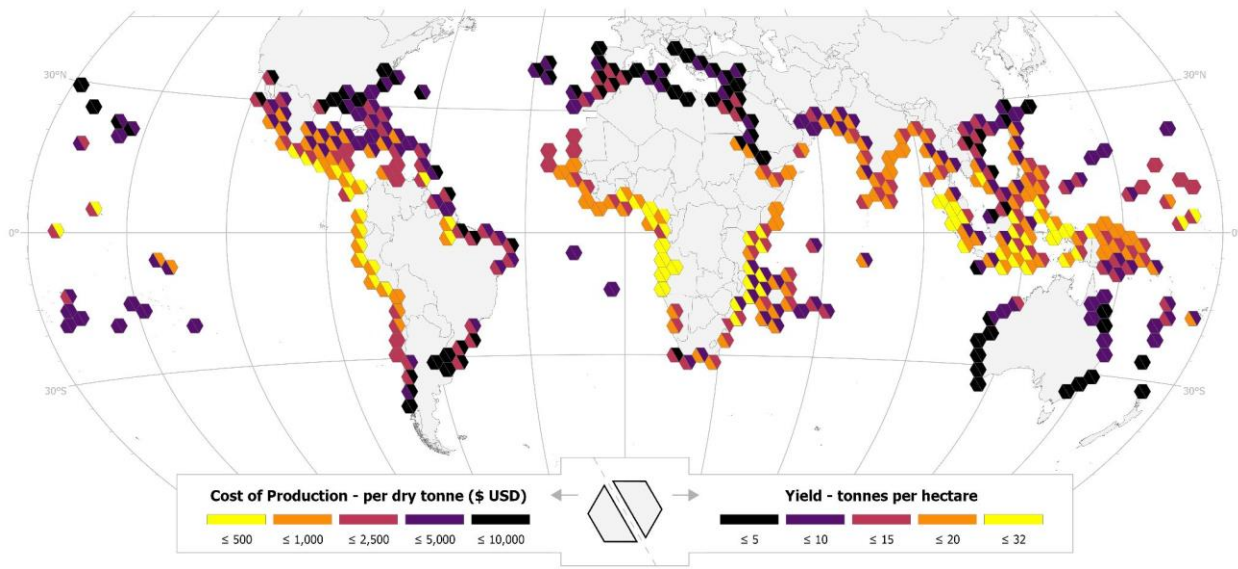 30°N
30°N
0°
0
30°S
30°S
Cost of Production - per dry tonne ($ USD)
≤ 500 ≤ 1,000 ≤ 2,500 ≤ 5,000 ≤ 10,000
Yield - tonnes per hectare
≤ 5 ≤ 10 ≤ 15 ≤ 20 ≤ 32